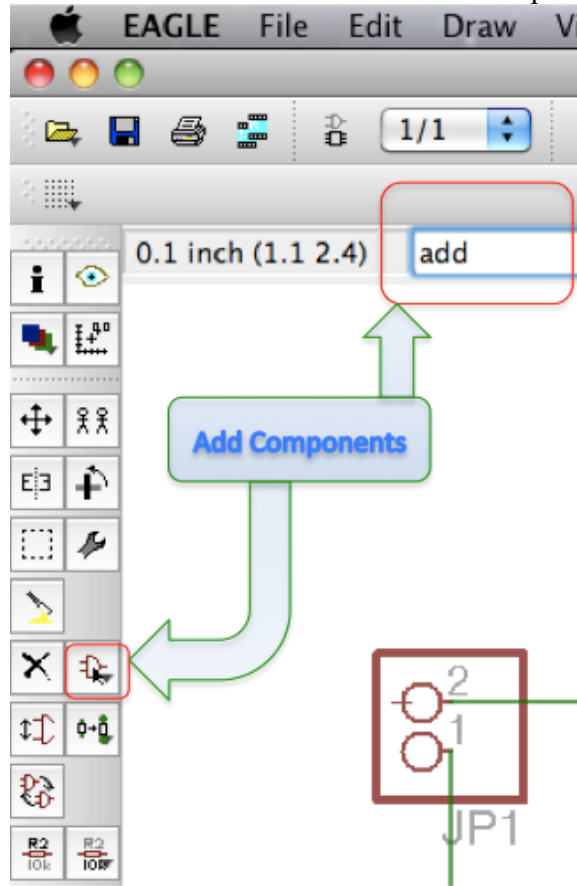 EAGLE File Edit Draw
1/1
0.1 inch (1.1 2.4) add
Add Components
2
1
JP1
R2 R2
10k 10k